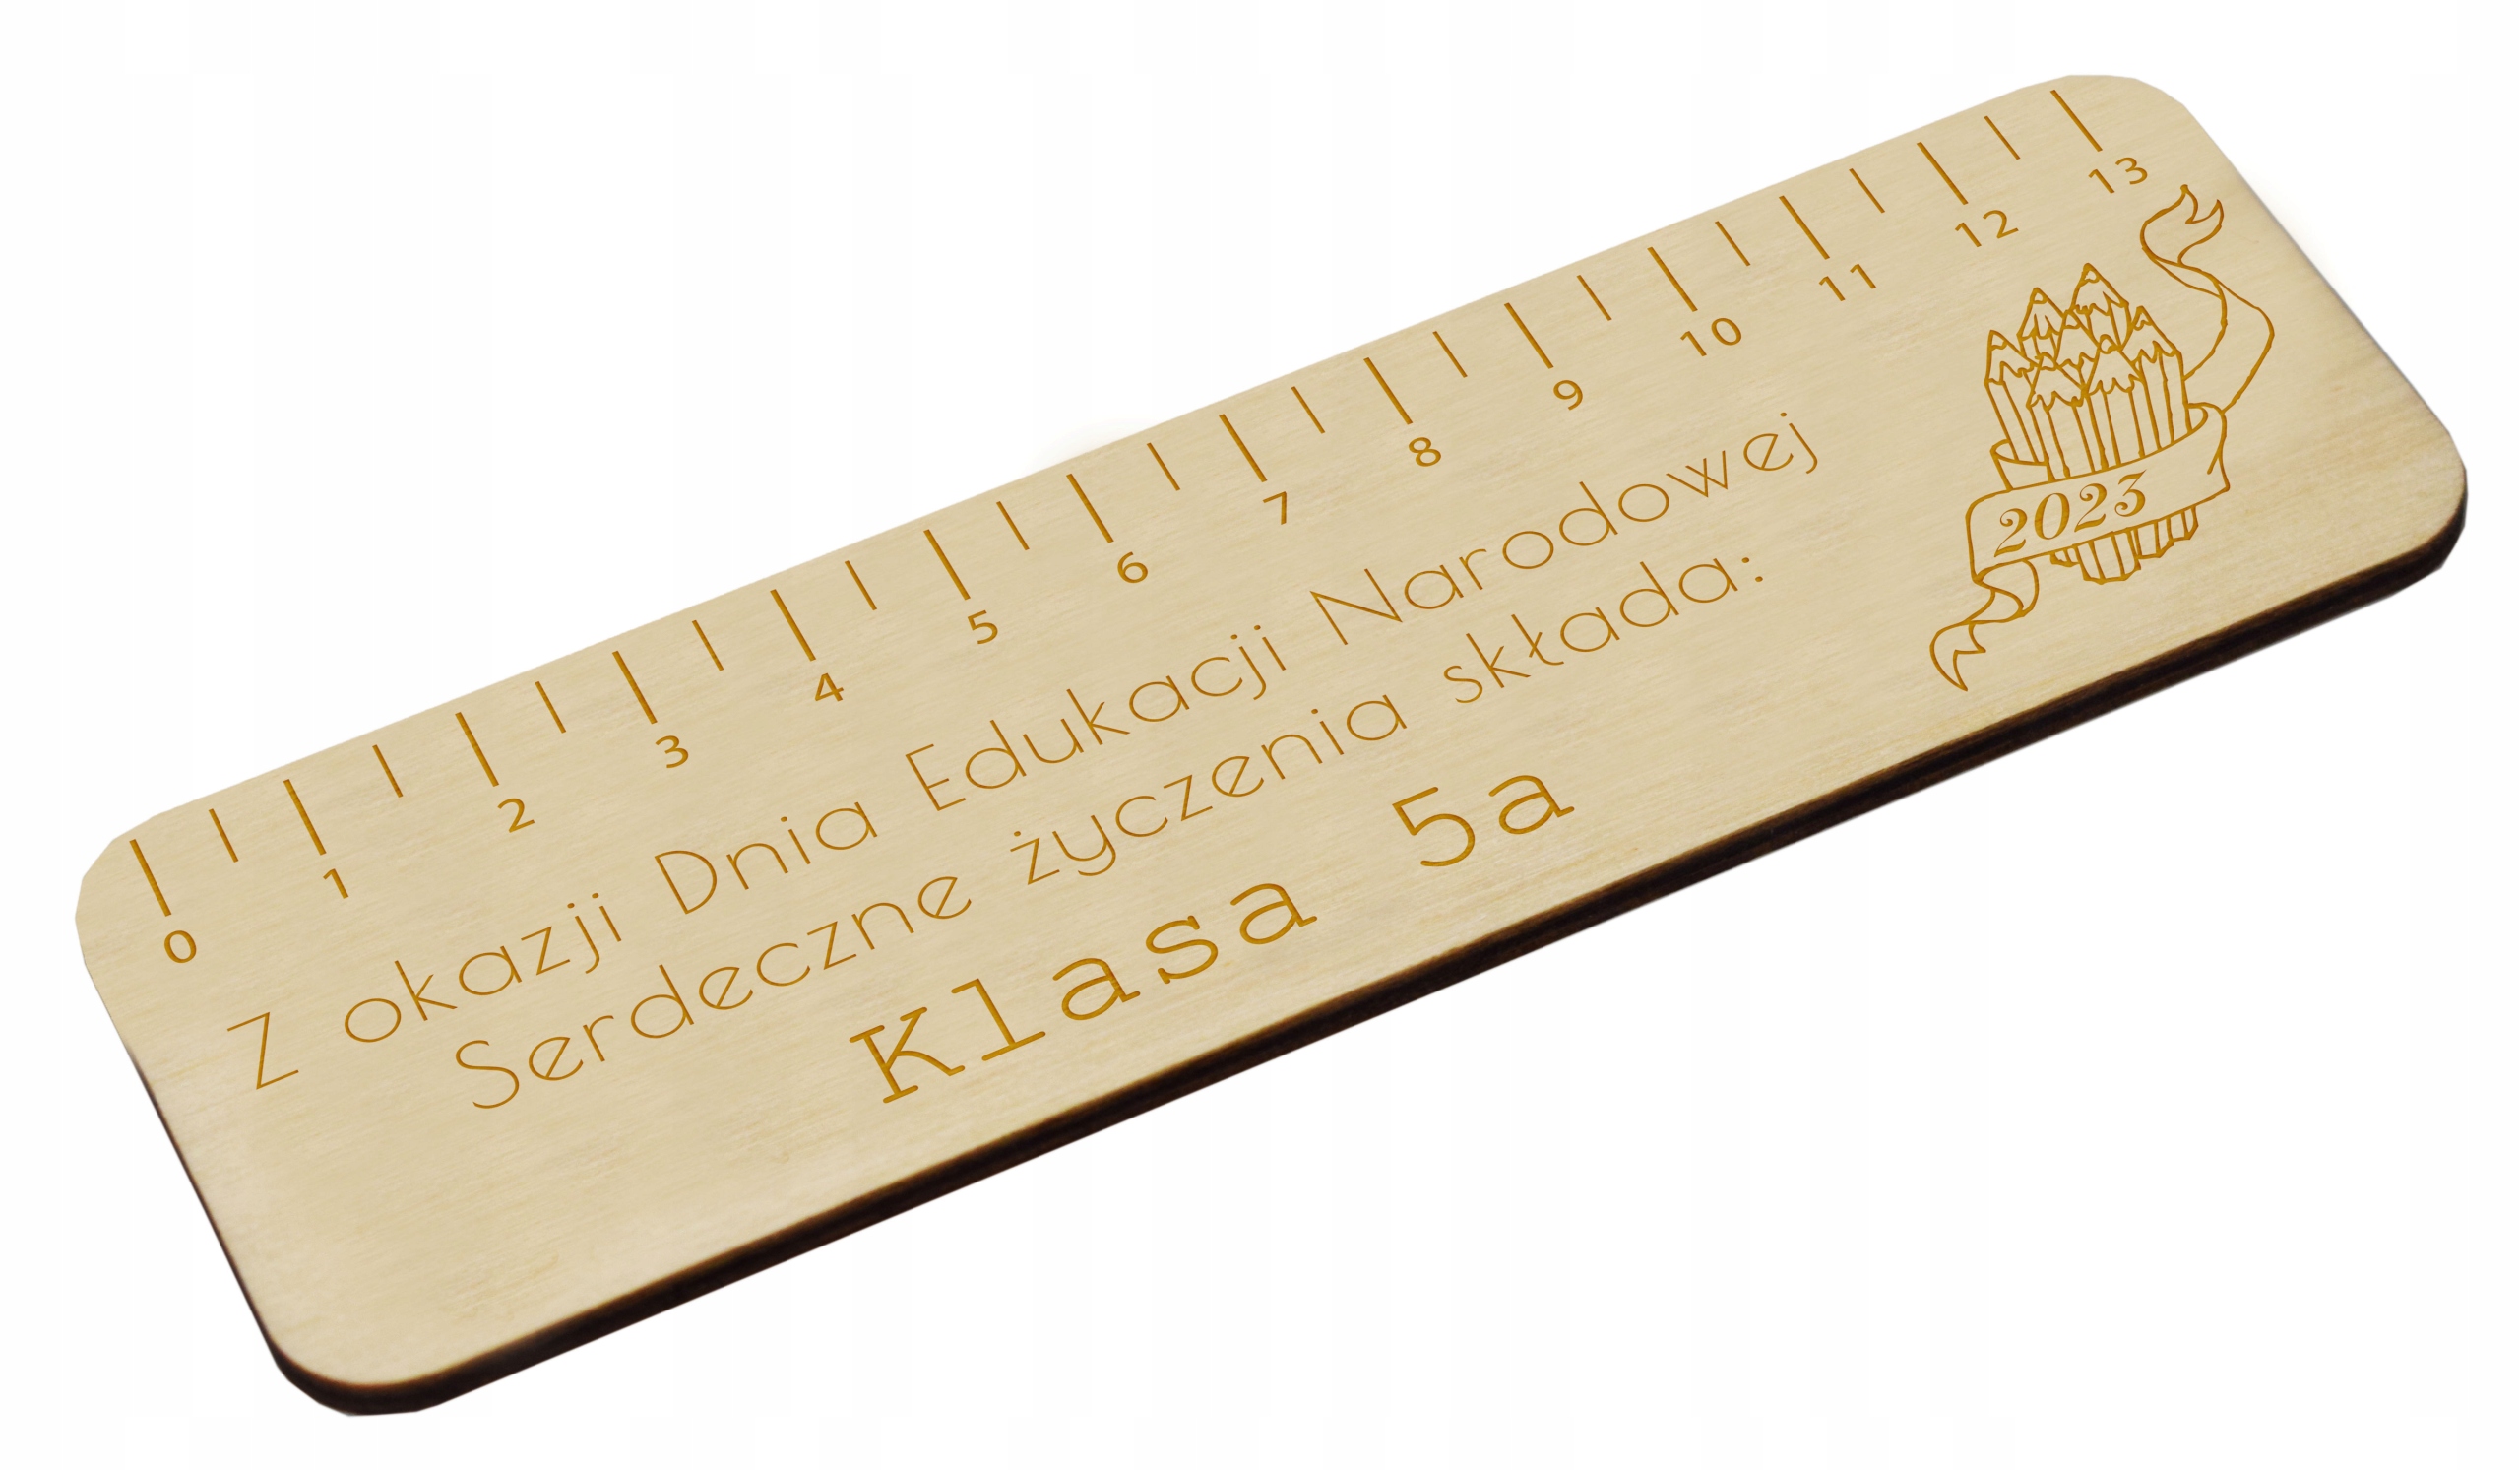 0 1 2 3 4 5 6 7 8 9 10 11 12 13
Z okazji Dnia Edukacji Narodowej
Serdeczne życzenia składa:
Klasa 5a
2023